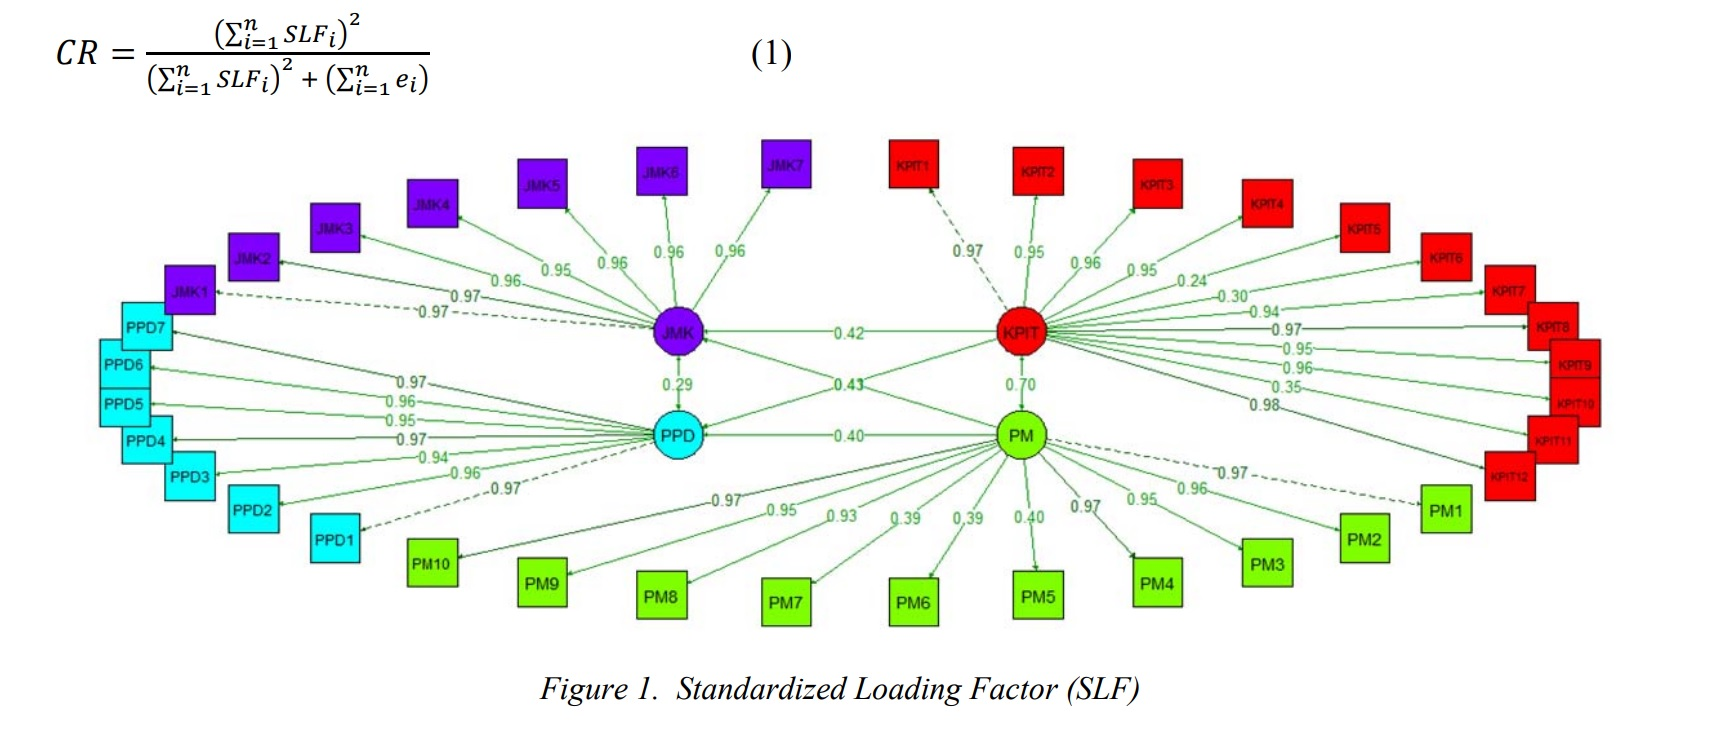 CR = (∑ⁿᵢ₌₁ SLFᵢ)² / (∑ⁿᵢ₌₁ SLFᵢ)² + (∑ⁿᵢ₌₁ eᵢ) (1)
JMK7 KPIT1
JMK6 KPIT2
JMK5 KPIT3
JMK4 KPIT4
JMK3 KPIT5
JMK2 KPIT6
JMK1 KPIT7
0.96 0.95 0.96 0.96 0.96 0.97 0.95 0.96 0.95 0.24
0.97 0.30
0.97 0.94
PPD7 JMK 0.42 KPIT 0.97 KPIT8
0.95
PPD6 0.96 KPIT9
0.97 0.29 0.43 0.70 0.35
PPD5 0.96 0.98 KPIT10
0.95
PPD4 0.97 PPD 0.40 PM KPIT11
0.94
PPD3 0.96 0.97 KPIT12
0.97 0.97 0.95 0.93 0.39 0.39 0.40 0.97 0.95 0.96
PPD2 PM1
PPD1 PM2
PM10 PM3
PM9 PM4
PM8 PM5
PM7 PM6
Figure 1. Standardized Loading Factor (SLF)